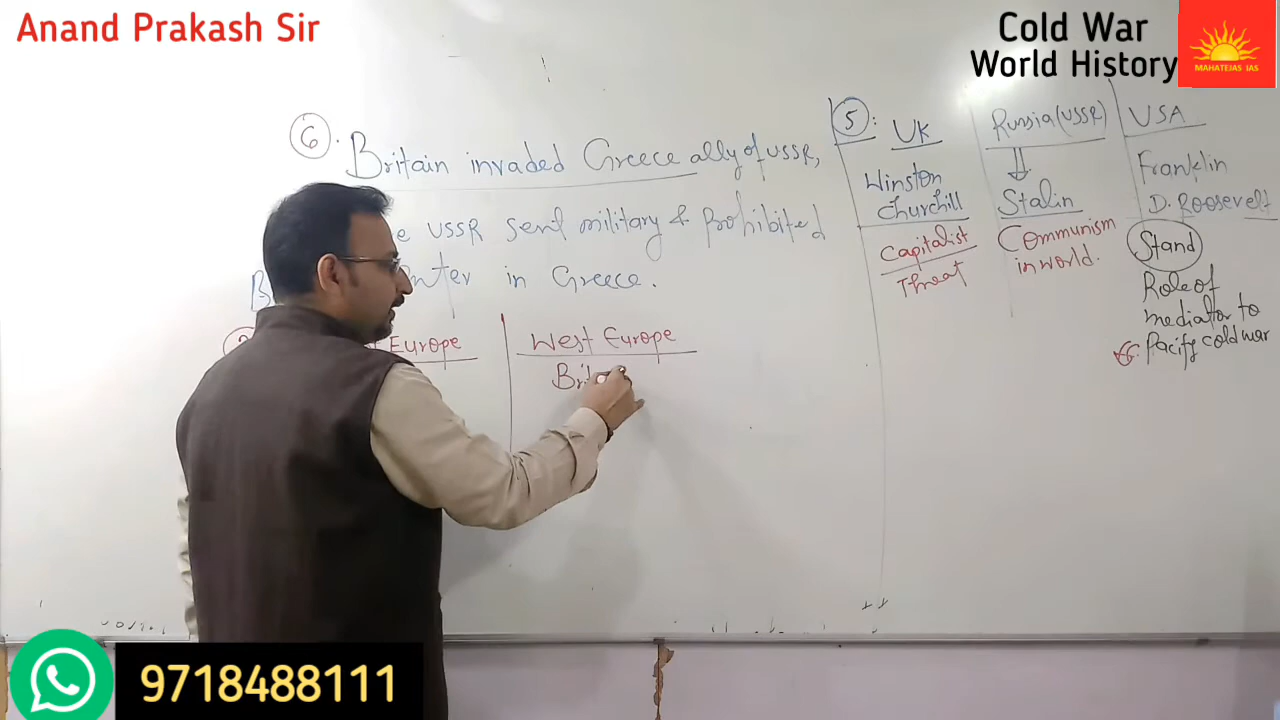 Anand Prakash Sir
Cold War
World History
MAHATEJAS IAS
6.
Britain invaded Greece ally of USSR,
USSR sent military & Prohibited
in Greece.
Europe
West Europe
5:
UK
Winston
Churchill
Capitalist
Threat
Russia (USSR)
Stalin
Communism
in world.
USA
Franklin
D. Roosevelt
Stand
Role of
mediator to
Pacify cold war
9718488111